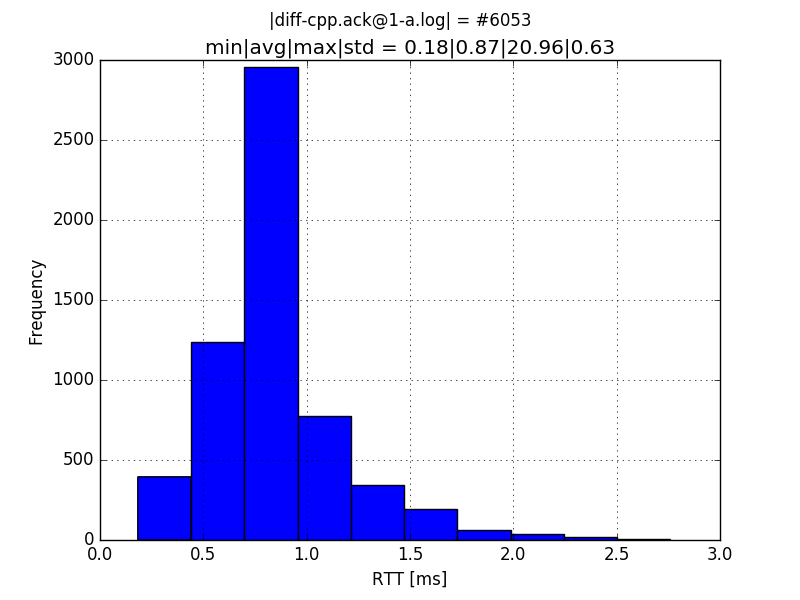 |diff-cpp.ack@1-a.log| = #6053
min|avg|max|std = 0.18|0.87|20.96|0.63
3000
2500
2000
1500
1000
500
0
Frequency
0.0 0.5 1.0 1.5 2.0 2.5 3.0
RTT [ms]